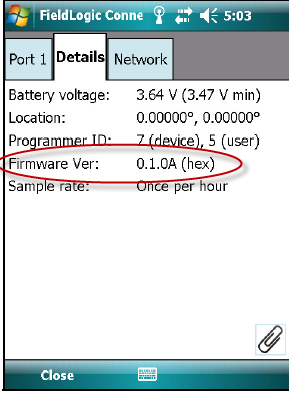 FieldLogic Conne 5:03
Port 1 Details Network
Battery voltage: 3.64 V (3.47 V min)
Location: 0.00000°, 0.00000°
Programmer ID: 7 (device), 5 (user)
Firmware Ver: 0.1.0A (hex)
Sample rate: Once per hour
Close